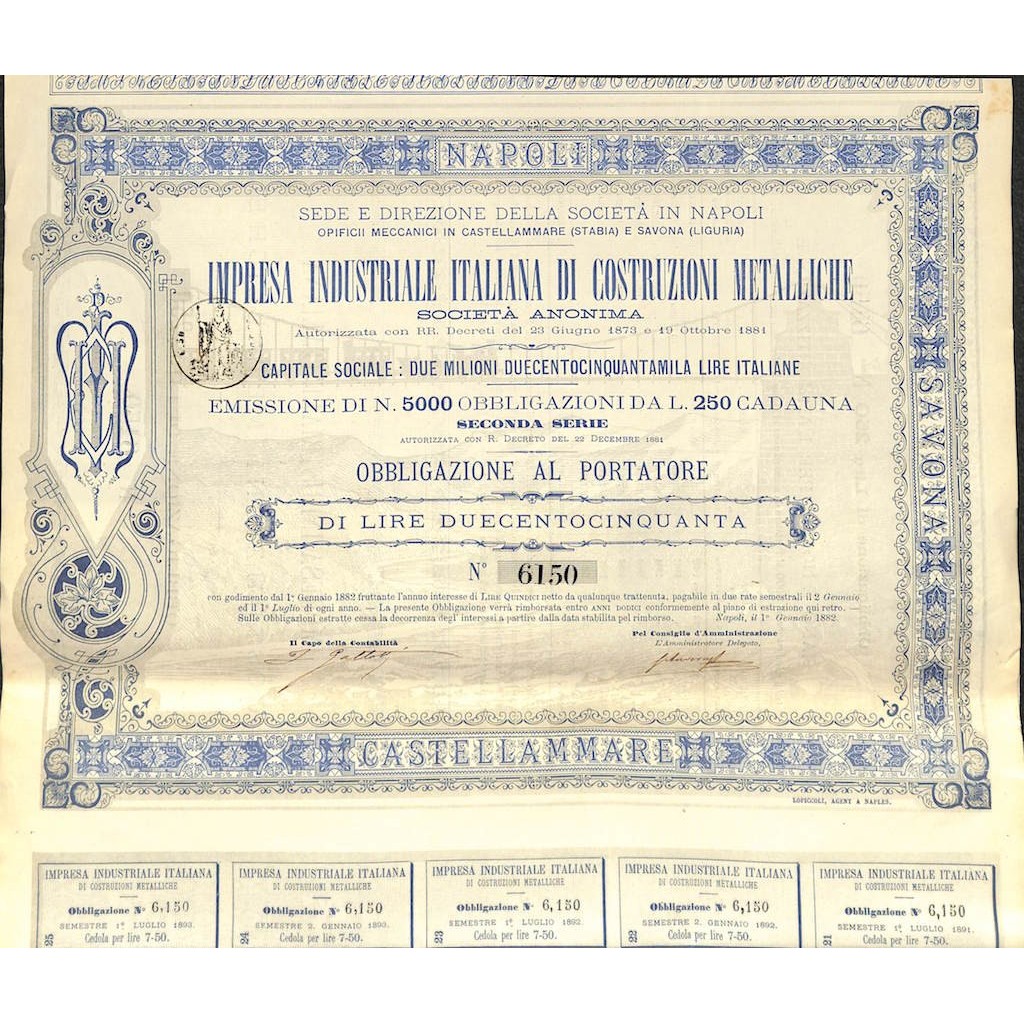 NAPOLI
SEDE E DIREZIONE DELLA SOCIETÀ IN NAPOLI
OPIFICII MECCANICI IN CASTELLAMMARE (STABIA) E SAVONA (LIGURIA)
IMPRESA INDUSTRIALE ITALIANA DI COSTRUZIONI METALLICHE
SOCIETÀ ANONIMA
Autorizzata con RR. Decreti del 23 Giugno 1873 e 19 Ottobre 1881
CAPITALE SOCIALE : DUE MILIONI DUECENTOCINQUANTAMILA LIRE ITALIANE
EMISSIONE DI N. 5000 OBBLIGAZIONI DA L. 250 CADAUNA
SECONDA SERIE
AUTORIZZATA CON R. DECRETO DEL 22 DECEMBRE 1881
OBBLIGAZIONE AL PORTATORE
DI LIRE DUECENTOCINQUANTA
Nº 6150
con godimento dal 1º Gennaio 1882 fruttante l'annuo interesse di LIRE QUINDICI netto da qualunque trattenuta, pagabile in due rate semestrali il 2 Gennaio
ed il 1º Luglio di ogni anno. — La presente Obbligazione verrà rimborsata entro ANNI DODICI conformemente al piano di estrazione qui retro. —
Sulle Obbligazioni estratte cessa la decorrenza degl' interessi a partire dalla data stabilita pel rimborso. Napoli, il 1º Gennaio 1882.
Il Capo della Contabilità
Pel Consiglio d'Amministrazione
L'Amministratore Delegato,
SAVONA
CASTELLAMMARE
LOPICCOLI, AGENT A NAPLES.
IMPRESA INDUSTRIALE ITALIANA
DI COSTRUZIONI METALLICHE
Obbligazione Nº 6,150
SEMESTRE 1º LUGLIO 1893.
Cedola per lire 7-50.
25
IMPRESA INDUSTRIALE ITALIANA
DI COSTRUZIONI METALLICHE
Obbligazione Nº 6,150
SEMESTRE 2. GENNAIO 1893.
Cedola per lire 7-50.
24
IMPRESA INDUSTRIALE ITALIANA
DI COSTRUZIONI METALLICHE
Obbligazione Nº 6,150
SEMESTRE 1º LUGLIO 1892.
Cedola per lire 7-50.
23
IMPRESA INDUSTRIALE ITALIANA
DI COSTRUZIONI METALLICHE
Obbligazione Nº 6,150
SEMESTRE 2. GENNAIO 1892.
Cedola per lire 7-50.
22
IMPRESA INDUSTRIALE ITALIANA
DI COSTRUZIONI METALLICHE
Obbligazione Nº 6,150
SEMESTRE 1º LUGLIO 1891.
Cedola per lire 7-50.
21